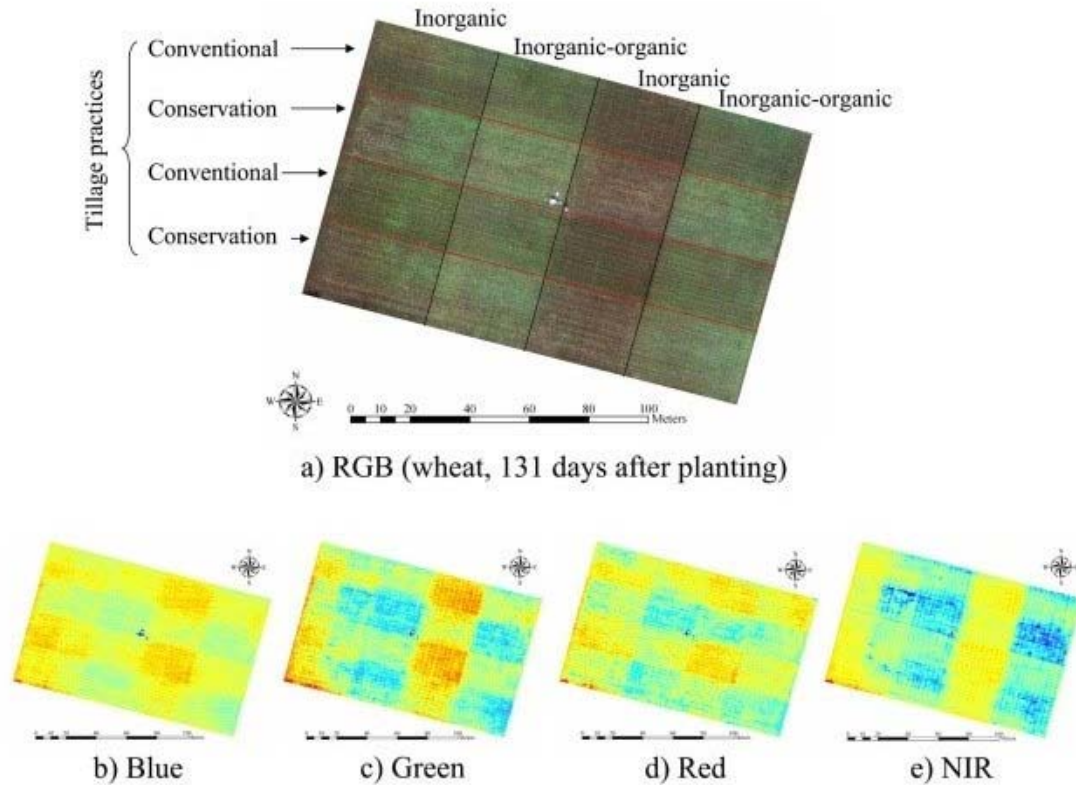 Inorganic
Inorganic-organic
Inorganic
Inorganic-organic
Tillage practices
Conventional
Conservation
Conventional
Conservation
N
W E
S
0 10 20 40 60 80 100
Meters
a) RGB (wheat, 131 days after planting)
b) Blue
c) Green
d) Red
e) NIR